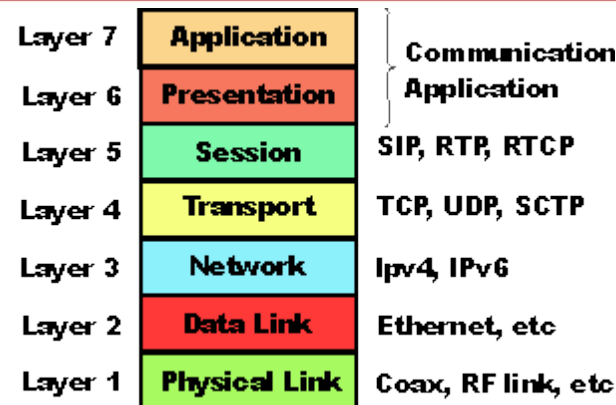 Layer 7 Application
Communication
Application
Layer 6 Presentation
Layer 5 Session SIP, RTP, RTCP
Layer 4 Transport TCP, UDP, SCTP
Layer 3 Network Ipv4, IPv6
Layer 2 Data Link Ethernet, etc
Layer 1 Physical Link Coax, RF link, etc